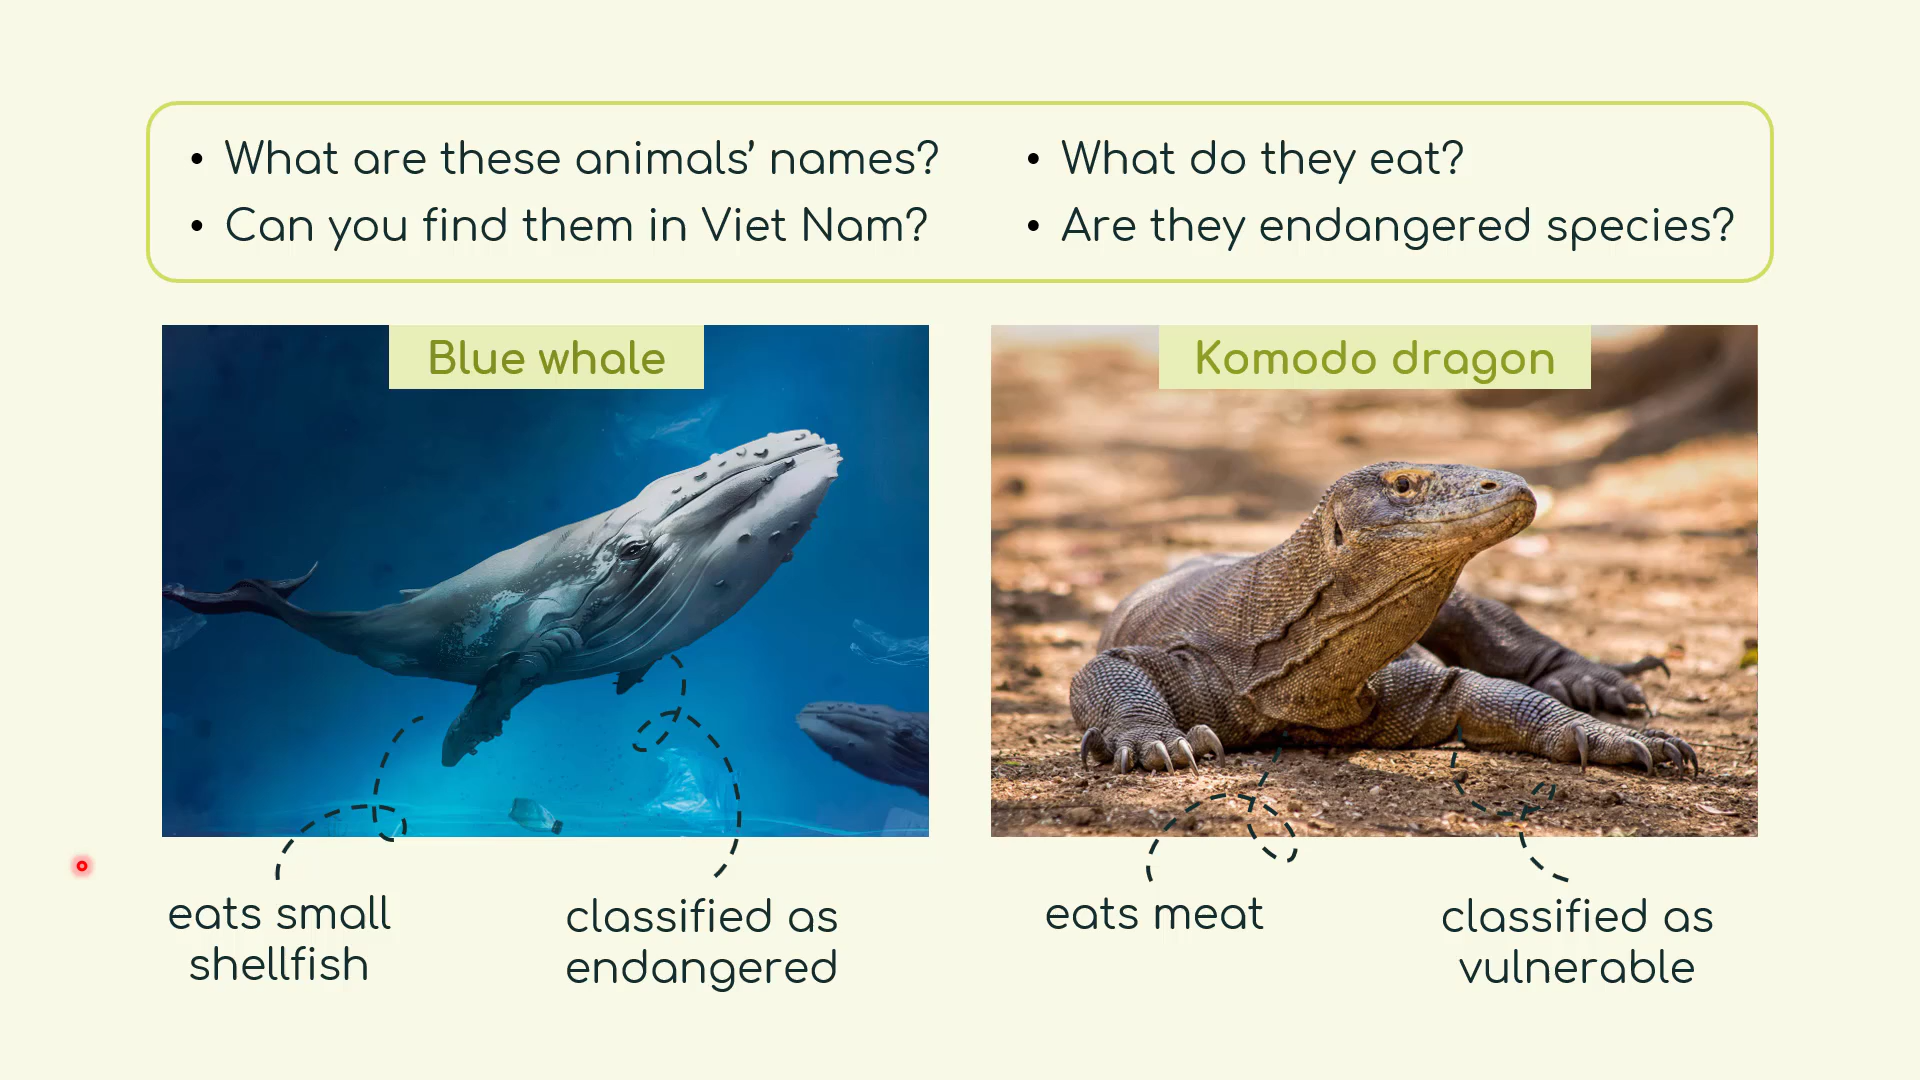 • What are these animals’ names?
• Can you find them in Viet Nam?
• What do they eat?
• Are they endangered species?
Blue whale
Komodo dragon
eats small
shellfish
classified as
endangered
eats meat
classified as
vulnerable